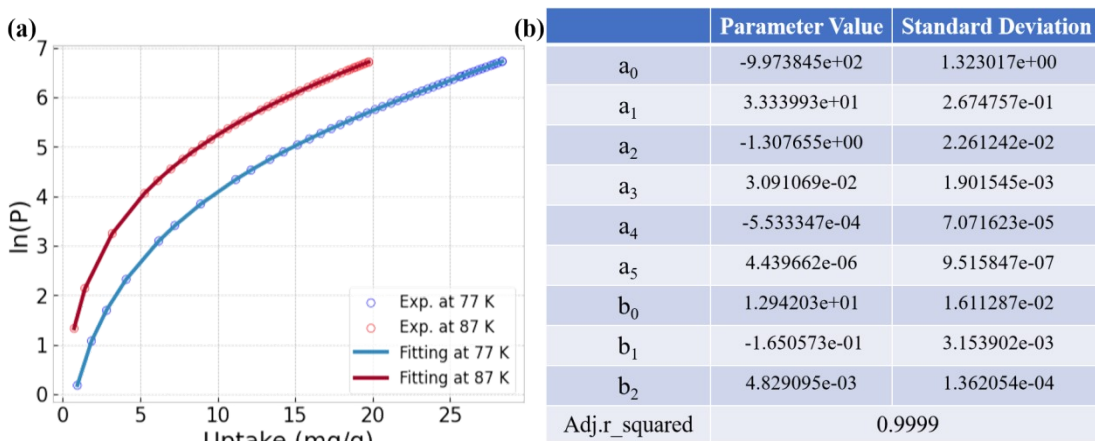 (a)
7
6
5
4
3
2
1
0
ln(P)
0 5 10 15 20 25
Exp. at 77 K
Exp. at 87 K
Fitting at 77 K
Fitting at 87 K
Uptake (mg/g)
(b)
Parameter Value Standard Deviation
a0 -9.973845e+02 1.323017e+00
a1 3.333993e+01 2.674757e-01
a2 -1.307655e+00 2.261242e-02
a3 3.091069e-02 1.901545e-03
a4 -5.533347e-04 7.071623e-05
a5 4.439662e-06 9.515847e-07
b0 1.294203e+01 1.611287e-02
b1 -1.650573e-01 3.153902e-03
b2 4.829095e-03 1.362054e-04
Adj.r_squared 0.9999